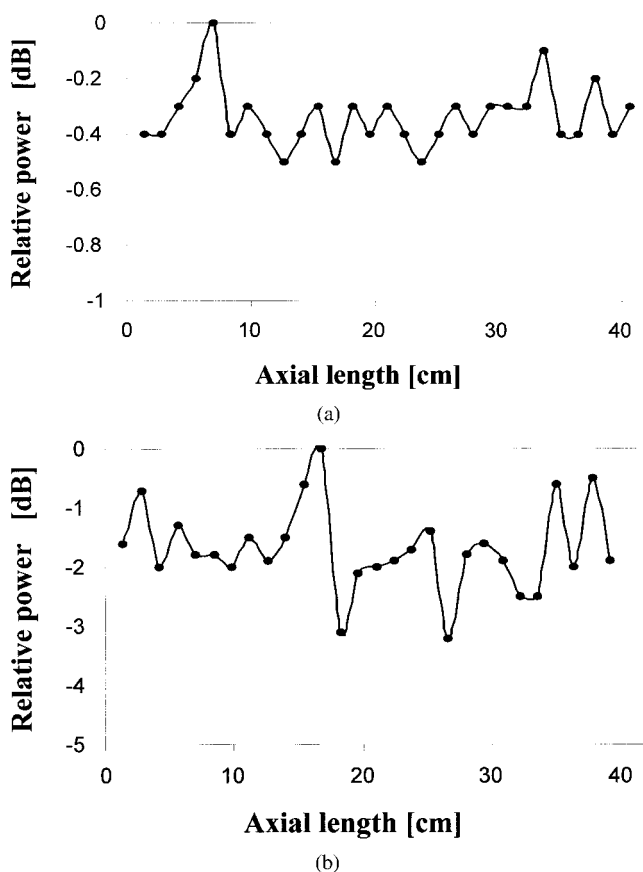 Relative power [dB]
0
-0.2
-0.4
-0.6
-0.8
-1
0 10 20 30 40
Axial length [cm]
(a)
Relative power [dB]
0
-1
-2
-3
-4
-5
0 10 20 30 40
Axial length [cm]
(b)